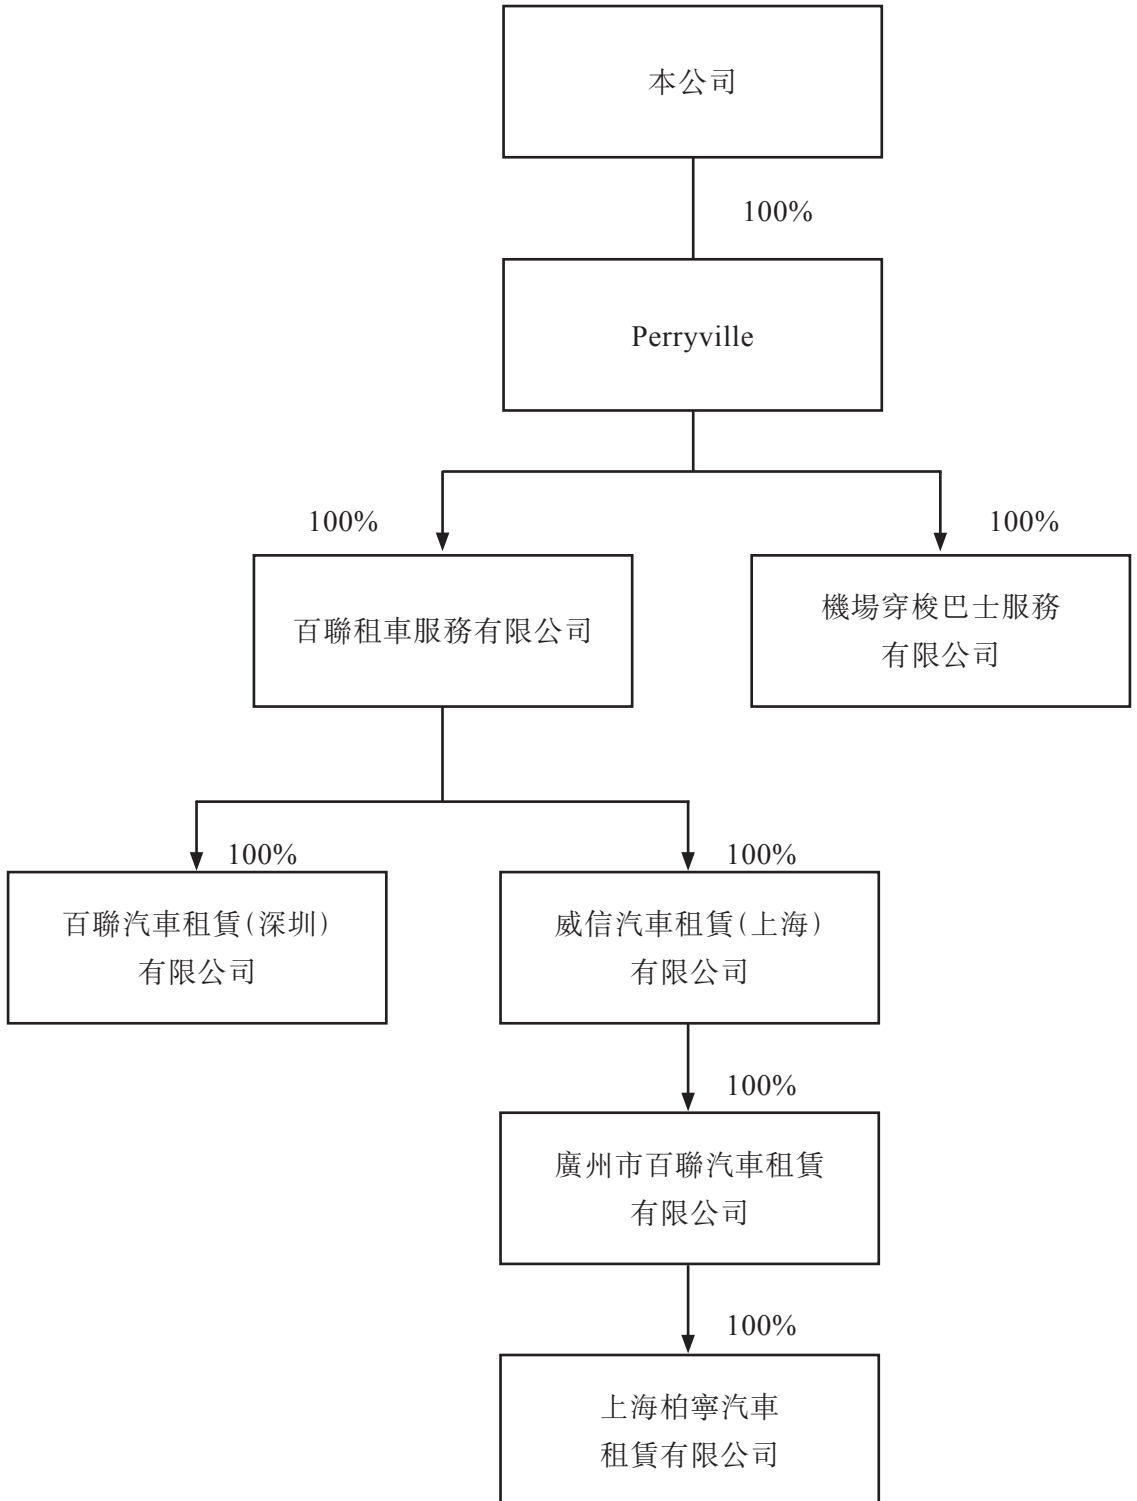 本公司
100%
Perryville
100%
100%
百聯租車服務有限公司
機場穿梭巴士服務
有限公司
100%
100%
百聯汽車租賃(深圳)
有限公司
威信汽車租賃(上海)
有限公司
100%
廣州市百聯汽車租賃
有限公司
100%
上海柏寧汽車
租賃有限公司